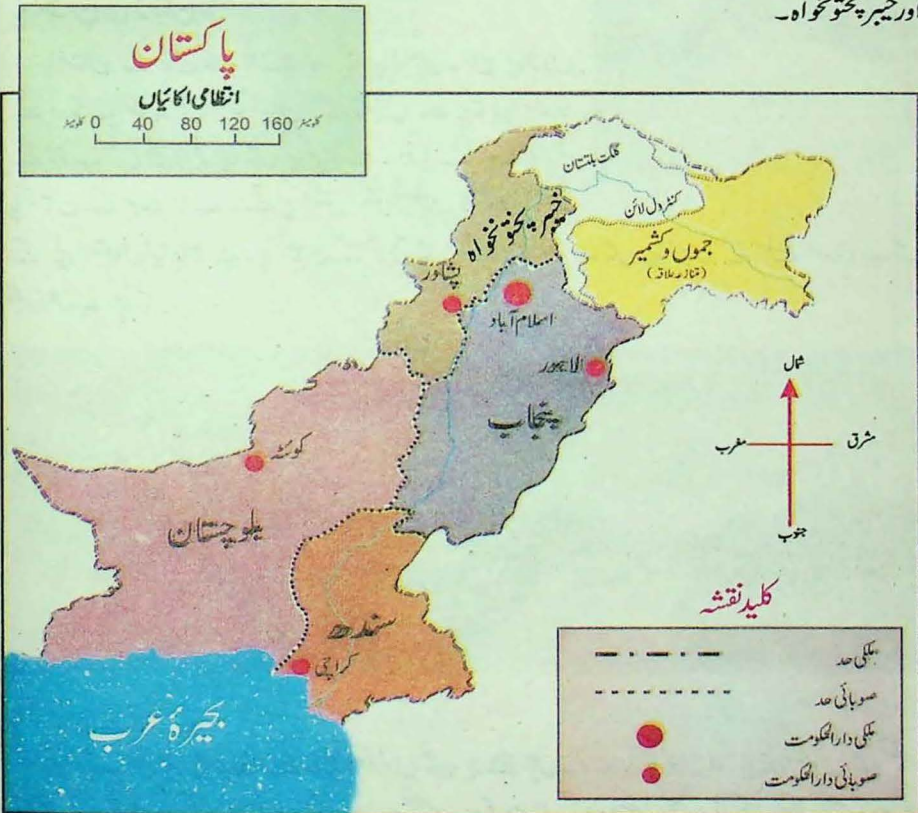 اور خیبر پختونخواہ۔
پاکستان
انتظامی اکائیاں
کلومیٹر 0 40 80 120 160 کلومیٹر
گلگت بلتستان
کنٹرول لائن
خیبر پختونخواہ
جموں و کشمیر
(متنازعہ علاقہ)
پشاور
اسلام آباد
لاہور
پنجاب
شمال
مشرق
مغرب
جنوب
کوئٹہ
بلوچستان
سندھ
کراچی
بحیرۂ عرب
کلید نقشہ
ملکی حد
صوبائی حد
ملکی دارالحکومت
صوبائی دارالحکومت